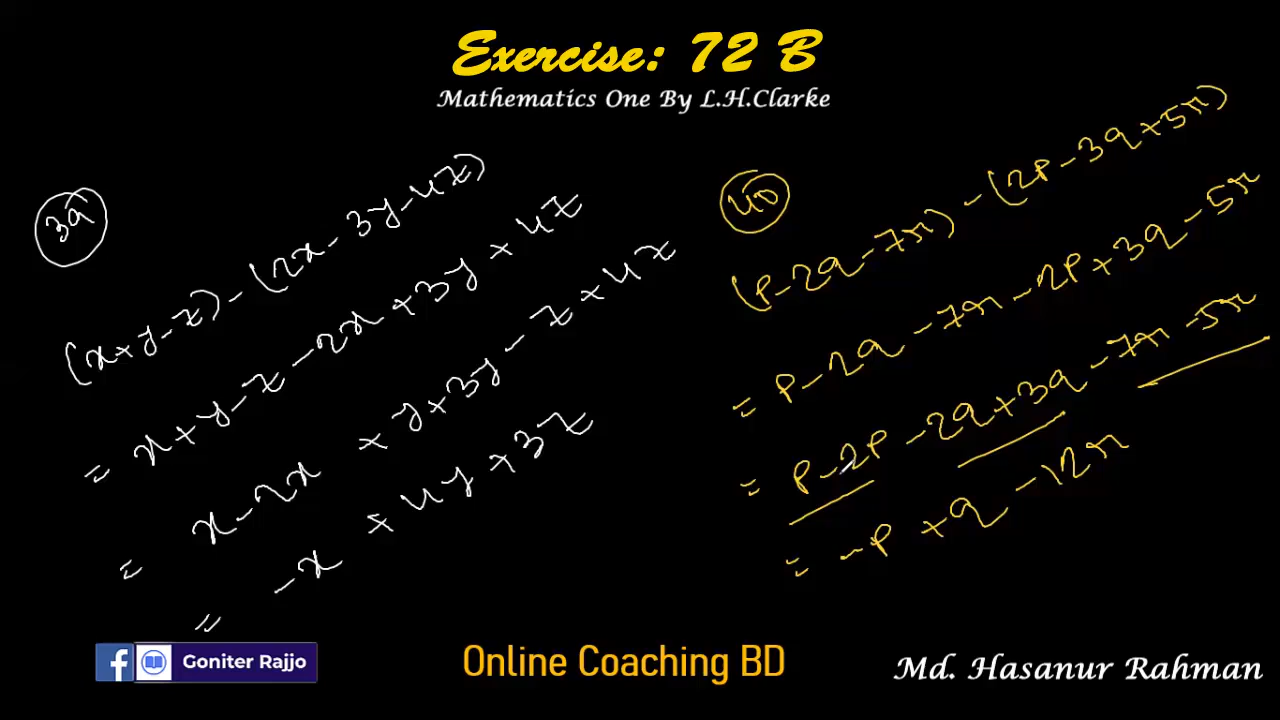 Exercise: 72 B
Mathematics One By L.H.Clarke
39
(x+y-z)-(2x-3y-4z)
= x+y-z-2x+3y+4z
= x-2x+y+3y-z+4z
= -x+4y+3z
40
(p-2q-7r)-(2p-3q+5r)
= p-2q-7r-2p+3q-5r
= p-2p-2q+3q-7r-5r
= -p+q-12r
f Goniter Rajjo
Online Coaching BD
Md. Hasanur Rahman